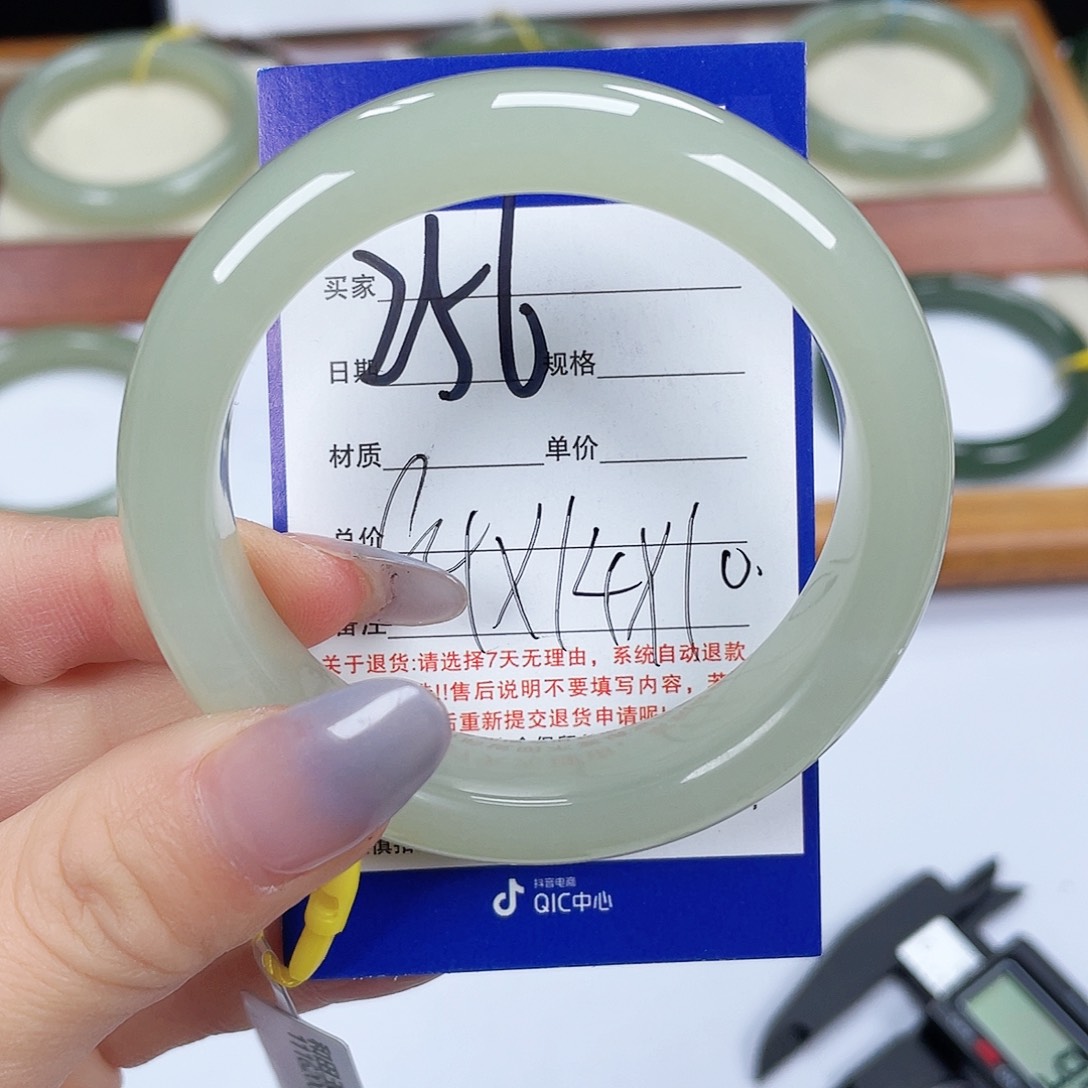 256
买家
日期 规格
材质 单价
总价
64X14X10.
备注
关于退货:请选择7天无理由，系统自动退款
!!售后说明不要填写内容，若
后重新提交退货申请呢!
抖音电商
QIC中心